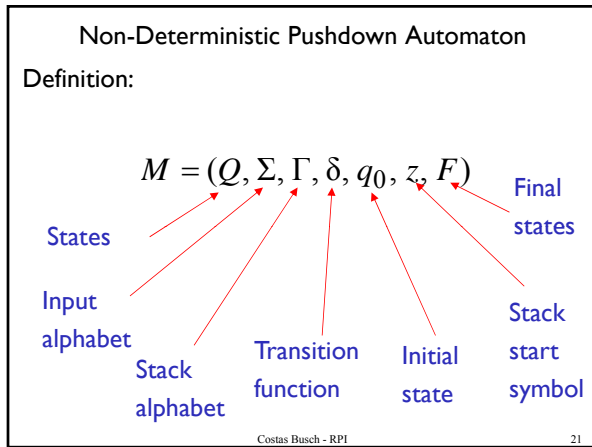 Non-Deterministic Pushdown Automaton
Definition:
M = (Q, Σ, Γ, δ, q₀, z, F)
States
Input
alphabet
Stack
alphabet
Transition
function
Initial
state
Stack
start
symbol
Final
states
Costas Busch - RPI
21